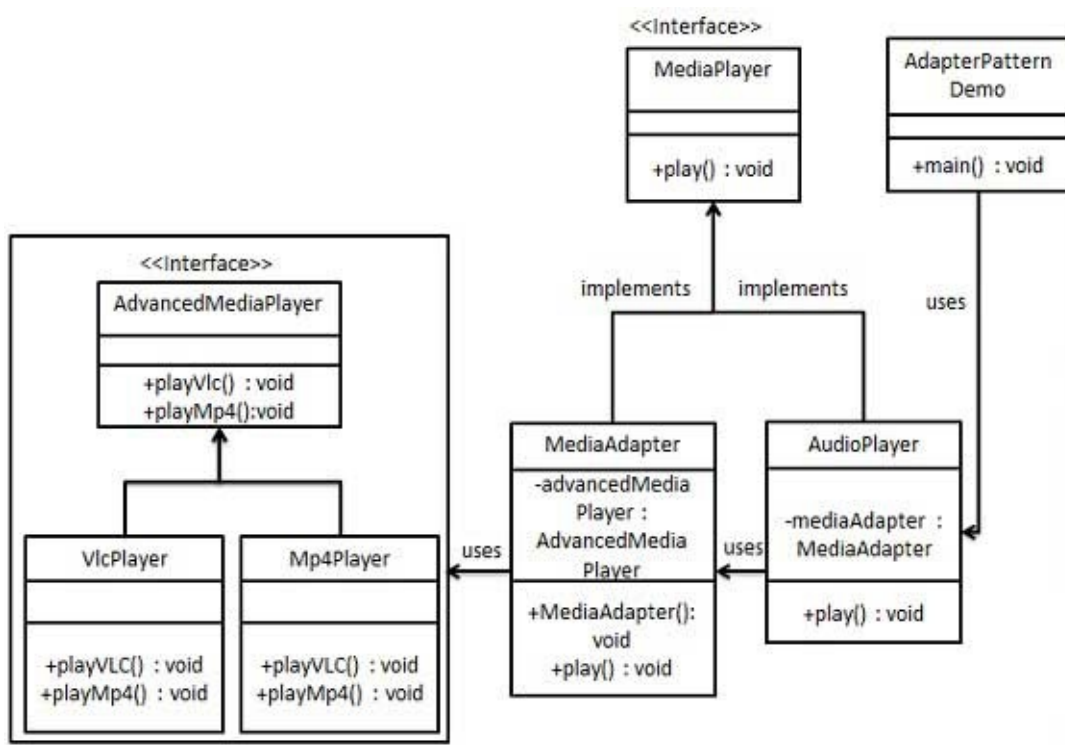 <<Interface>>
MediaPlayer
+play() : void
AdapterPattern
Demo
+main() : void
implements
implements
uses
<<Interface>>
AdvancedMediaPlayer
+playVlc() : void
+playMp4():void
VlcPlayer
+playVLC() : void
+playMp4() : void
Mp4Player
+playVLC() : void
+playMp4() : void
uses
MediaAdapter
-advancedMedia
Player :
AdvancedMedia
Player
+MediaAdapter():
void
+play() : void
uses
AudioPlayer
-mediaAdapter :
MediaAdapter
+play() : void